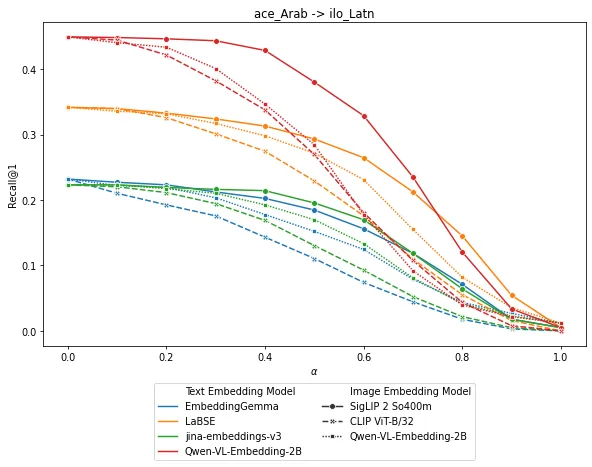 ace_Arab -> ilo_Latn
Recall@1
0.4
0.3
0.2
0.1
0.0
0.0 0.2 0.4 0.6 0.8 1.0
α
Text Embedding Model
EmbeddingGemma
LaBSE
jina-embeddings-v3
Qwen-VL-Embedding-2B
Image Embedding Model
SigLIP 2 So400m
CLIP ViT-B/32
Qwen-VL-Embedding-2B